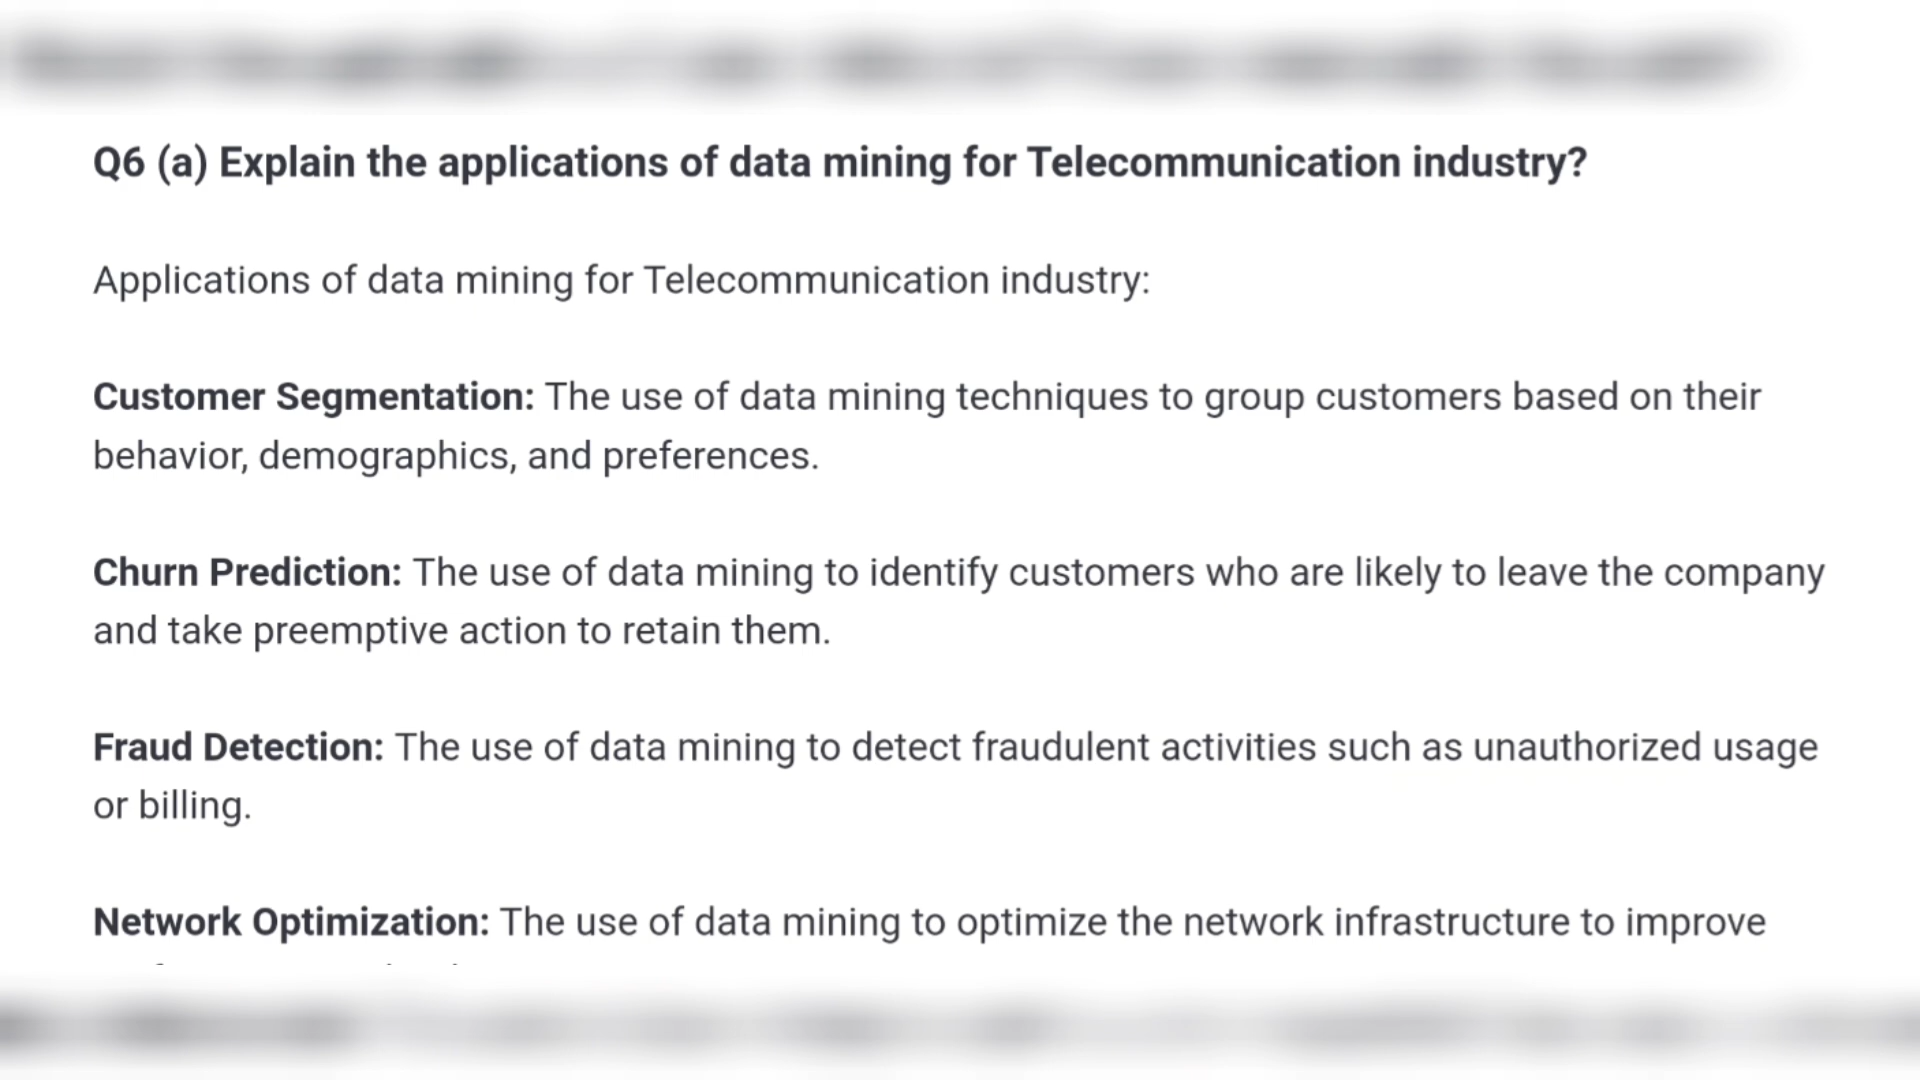 Q6 (a) Explain the applications of data mining for Telecommunication industry?
Applications of data mining for Telecommunication industry:
Customer Segmentation: The use of data mining techniques to group customers based on their
behavior, demographics, and preferences.
Churn Prediction: The use of data mining to identify customers who are likely to leave the company
and take preemptive action to retain them.
Fraud Detection: The use of data mining to detect fraudulent activities such as unauthorized usage
or billing.
Network Optimization: The use of data mining to optimize the network infrastructure to improve